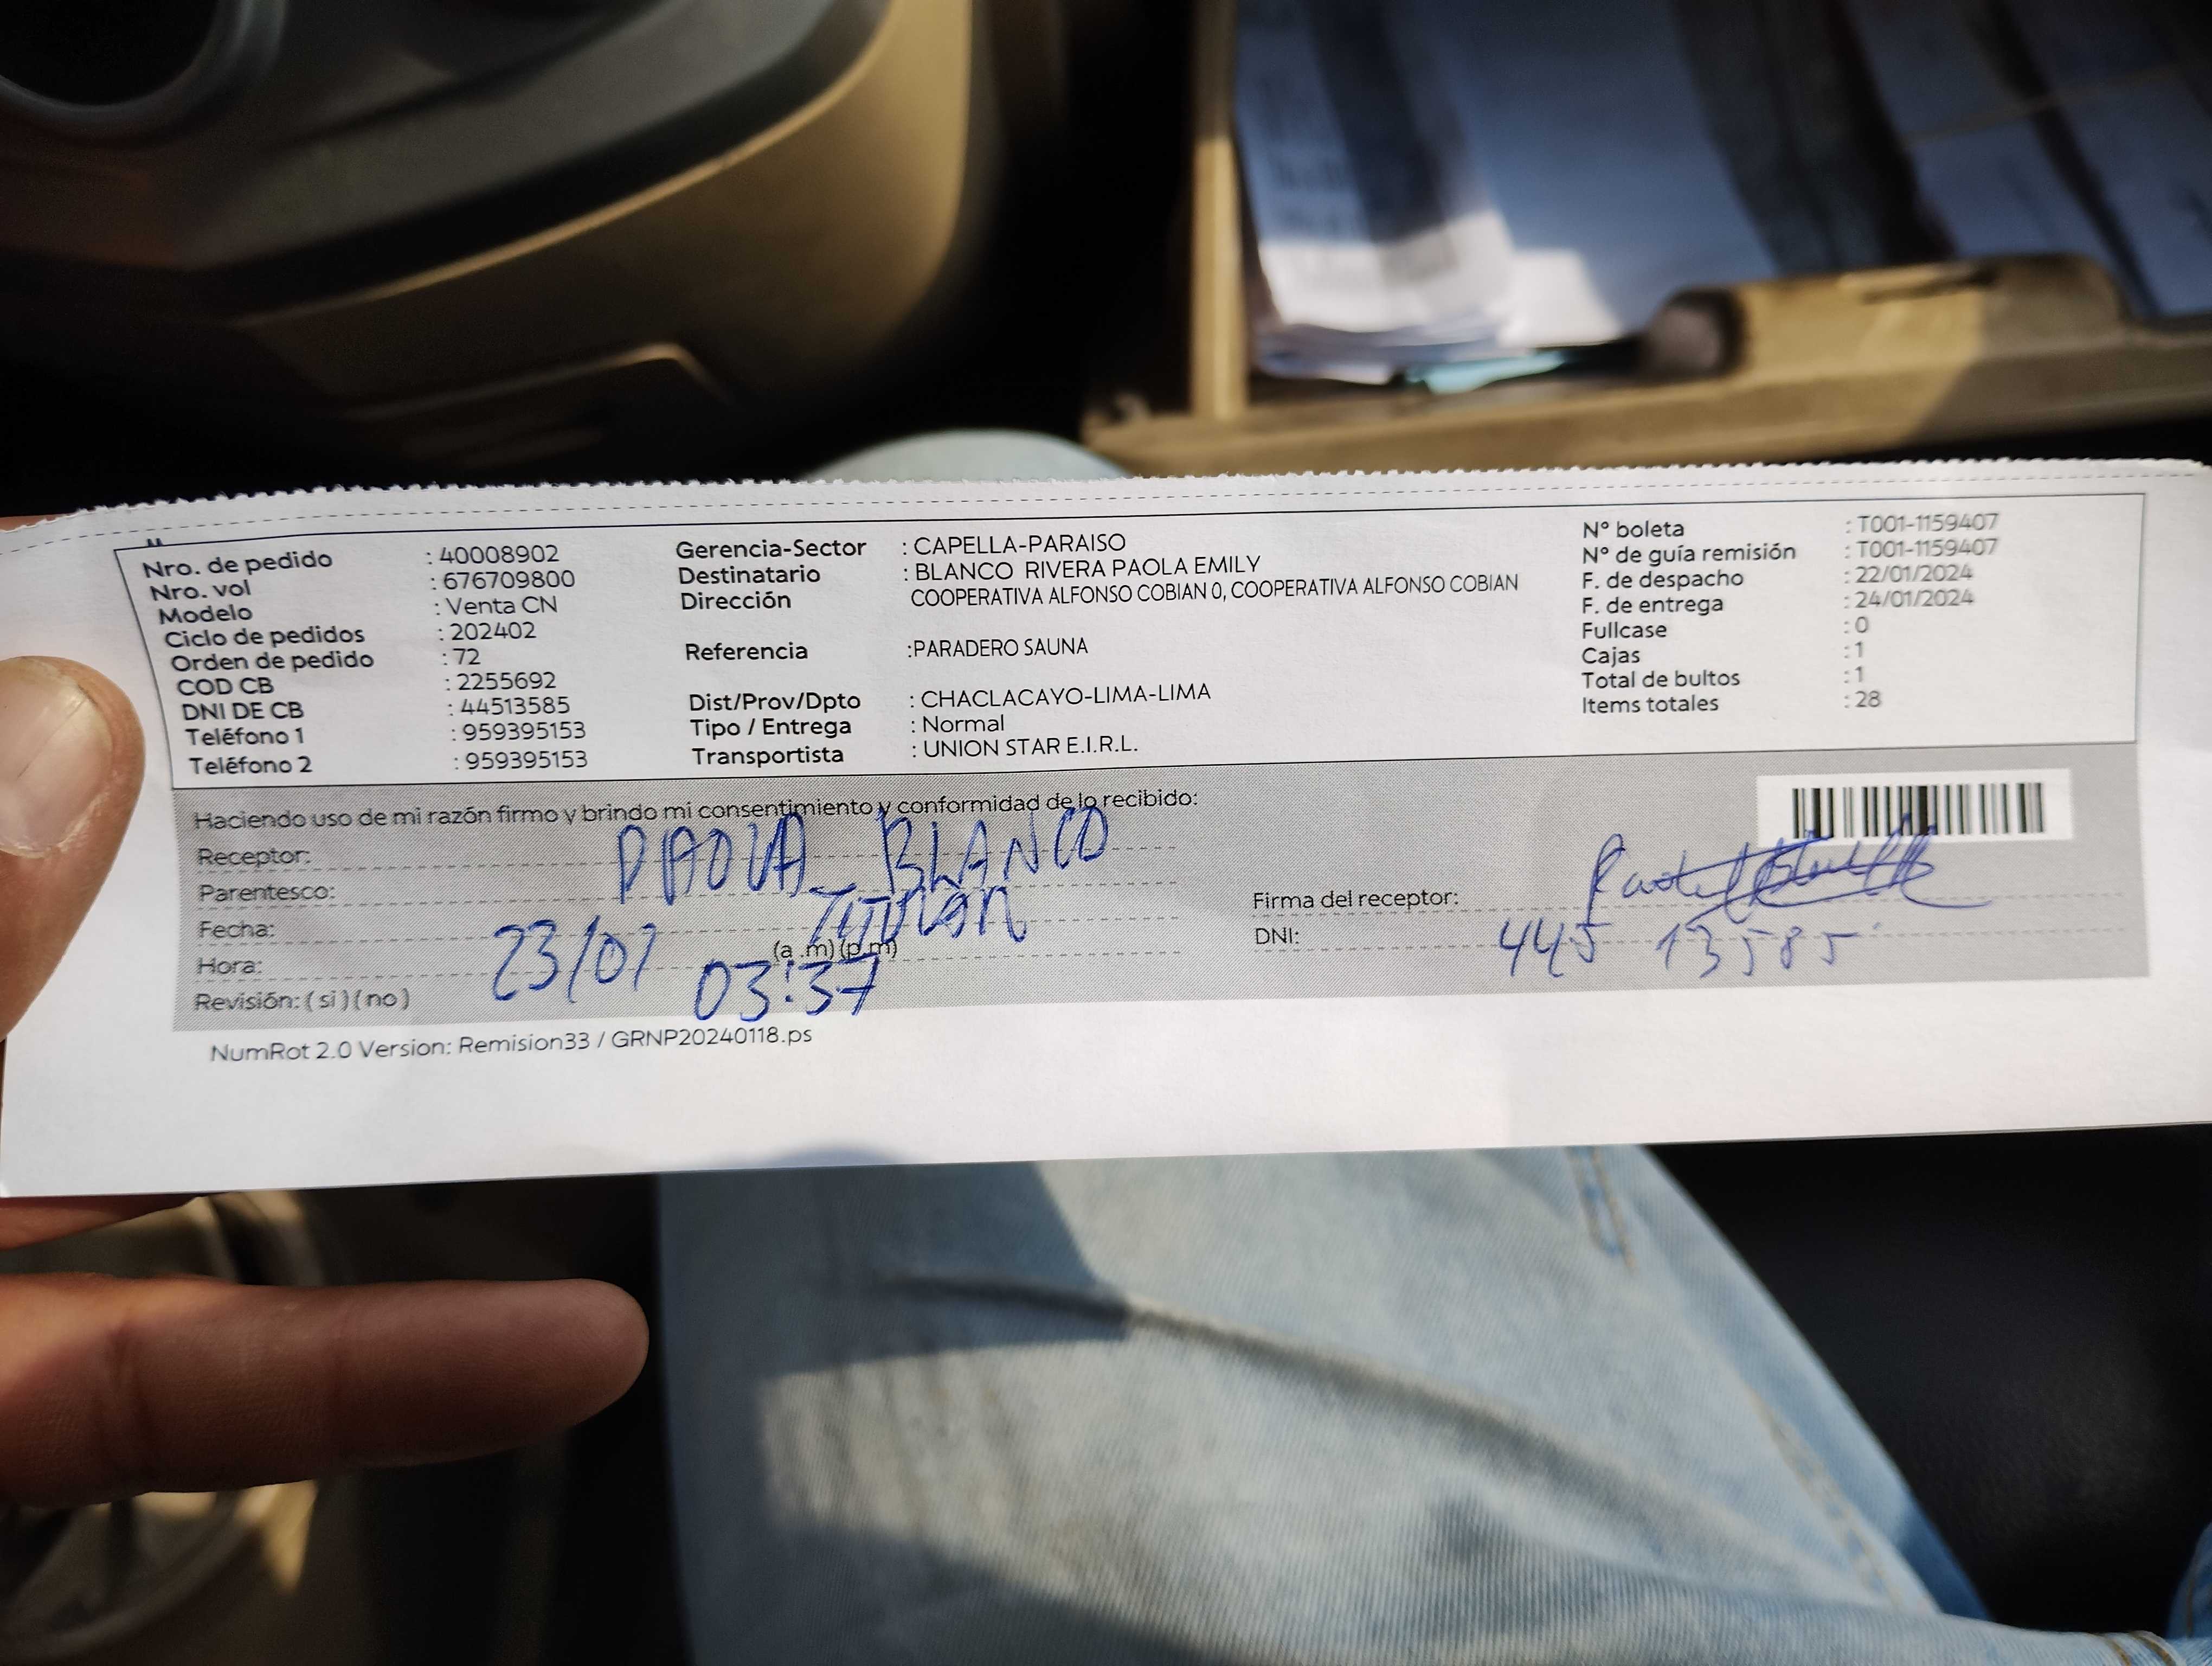 Nro. de pedido : 40008902
Nro. vol : 676709800
Modelo : Venta CN
Ciclo de pedidos : 202402
Orden de pedido : 72
COD CB : 2255692
DNI DE CB : 44513585
Teléfono 1 : 959395153
Teléfono 2 : 959395153
Gerencia-Sector : CAPELLA-PARAISO
Destinatario : BLANCO RIVERA PAOLA EMILY
Dirección COOPERATIVA ALFONSO COBIAN 0, COOPERATIVA ALFONSO COBIAN
Referencia :PARADERO SAUNA
Dist/Prov/Dpto : CHACLACAYO-LIMA-LIMA
Tipo / Entrega : Normal
Transportista : UNION STAR E.I.R.L.
N° boleta : T001-1159407
N° de guía remisión : T001-1159407
F. de despacho : 22/01/2024
F. de entrega : 24/01/2024
Fullcase : 0
Cajas : 1
Total de bultos : 1
Items totales : 28
Haciendo uso de mi razón firmo y brindo mi consentimiento y conformidad de lo recibido:
Receptor: PAOLA BLANCO
Parentesco: Titular
Fecha: 23/01
Hora: 03:37 (a .m) (p.m)
Revisión: ( si ) ( no )
Firma del receptor:
DNI: 44513585
NumRot 2.0 Version: Remision33 / GRNP20240118.ps